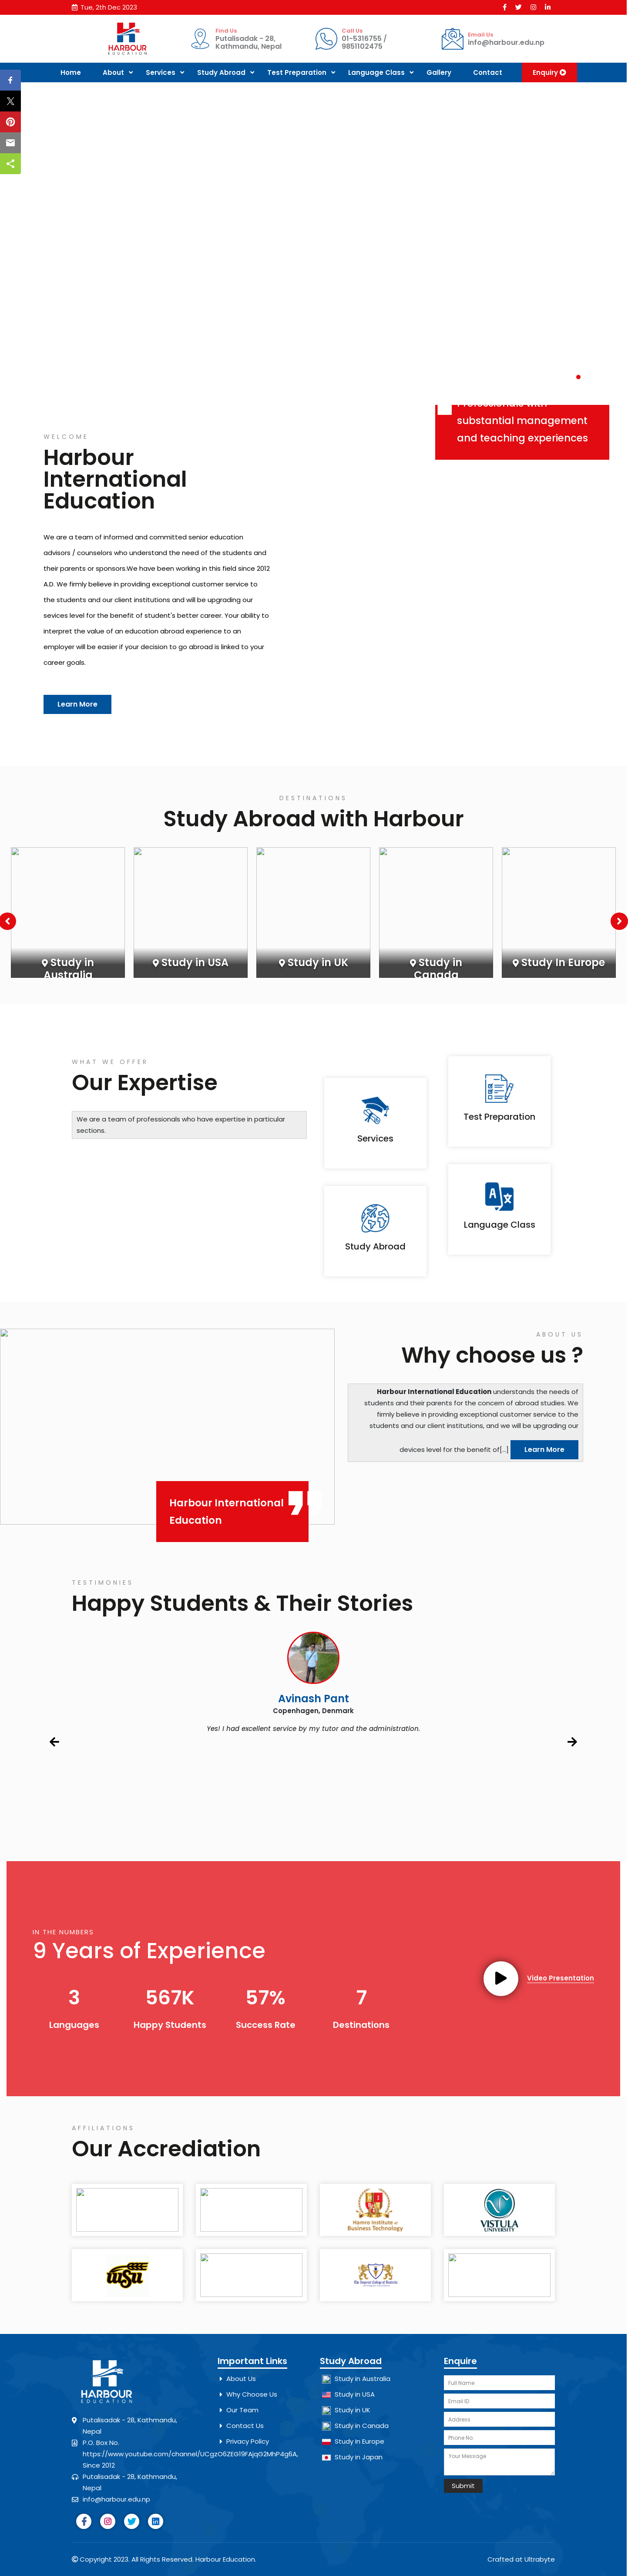 Tue, 2th Dec 2023
HARBOUR
EDUCATION
Find Us
Putalisadak - 28,
Kathmandu, Nepal
Call Us
01-5316755 /
9851102475
Email Us
info@harbour.edu.np
Home
About
Services
Study Abroad
Test Preparation
Language Class
Gallery
Contact
Enquiry
Professionals with
substantial management
and teaching experiences
WELCOME
Harbour
International
Education
We are a team of informed and committed senior education
advisors / counselors who understand the need of the students and
their parents or sponsors.We have been working in this field since 2012
A.D. We firmly believe in providing exceptional customer service to
the students and our client institutions and will be upgrading our
sevices level for the benefit of student's better career. Your ability to
interpret the value of an education abroad experience to an
employer will be easier if your decision to go abroad is linked to your
career goals.
Learn More
DESTINATIONS
Study Abroad with Harbour
Study in
Australia
Study in USA
Study in UK
Study in
Canada
Study In Europe
WHAT WE OFFER
Our Expertise
We are a team of professionals who have expertise in particular
sections.
Services
Test Preparation
Study Abroad
Language Class
ABOUT US
Why choose us ?
Harbour International Education understands the needs of
students and their parents for the concern of abroad studies. We
firmly believe in providing exceptional customer service to the
students and our client institutions, and we will be upgrading our
devices level for the benefit of[...] Learn More
Harbour International
Education
TESTIMONIES
Happy Students & Their Stories
Avinash Pant
Copenhagen, Denmark
Yes! I had excellent service by my tutor and the administration.
IN THE NUMBERS
9 Years of Experience
3
Languages
567K
Happy Students
57%
Success Rate
7
Destinations
Video Presentation
AFFILIATIONS
Our Accrediation
Hamro Institute of
Business Technology
VISTULA
UNIVERSITY
WSU
HARBOUR
EDUCATION
Putalisadak - 28, Kathmandu,
Nepal
P.O. Box No.
https://www.youtube.com/channel/UCgzO6ZEG19FAjqG2MhP4g6A,
Since 2012
Putalisadak - 28, Kathmandu,
Nepal
info@harbour.edu.np
Important Links
About Us
Why Choose Us
Our Team
Contact Us
Privacy Policy
Study Abroad
Study in Australia
Study in USA
Study in UK
Study in Canada
Study In Europe
Study in Japan
Enquire
Full Name
Email ID
Address
Phone No
Your Message
Submit
Copyright 2023. All Rights Reserved. Harbour Education.
Crafted at Ultrabyte